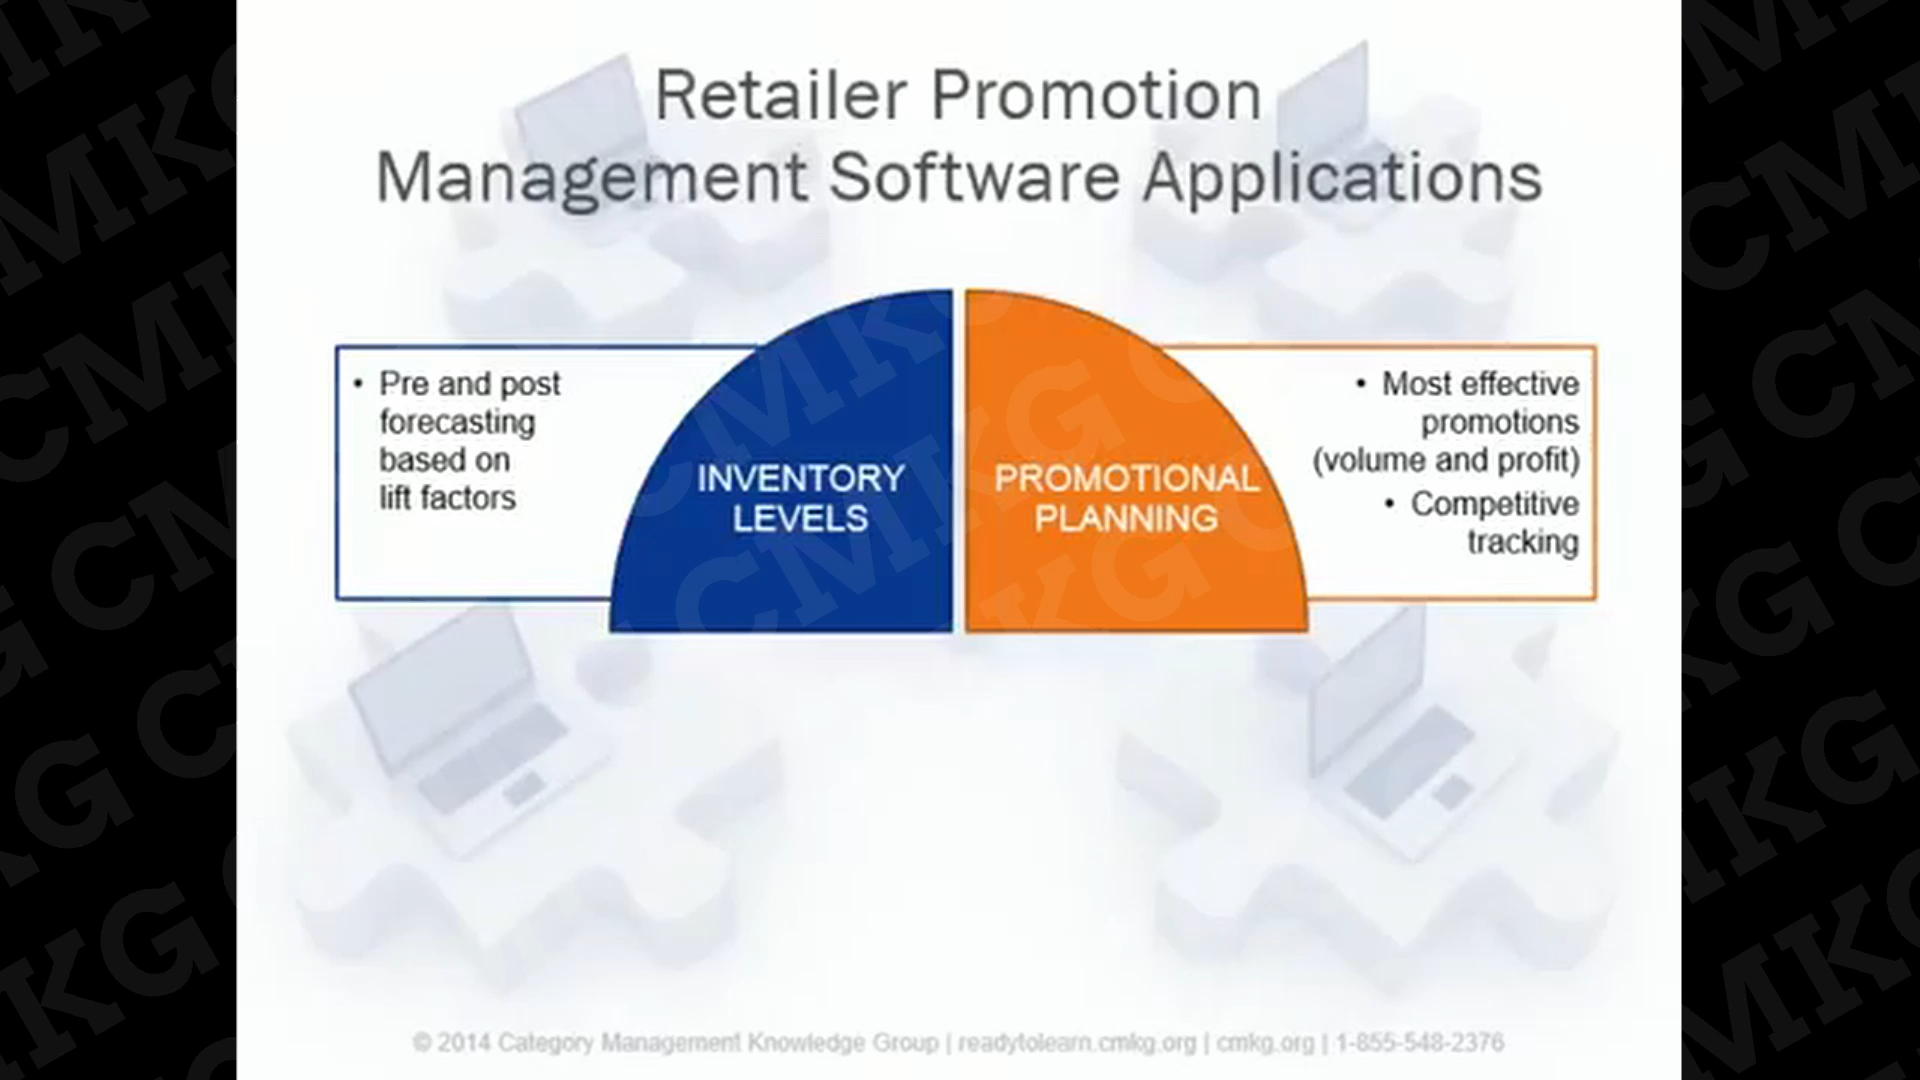 Retailer Promotion
Management Software Applications
• Pre and post
forecasting
based on
lift factors
INVENTORY
LEVELS
PROMOTIONAL
PLANNING
• Most effective
promotions
(volume and profit)
• Competitive
tracking
© 2014 Category Management Knowledge Group | readytolearn.cmkg.org | cmkg.org | 1-855-548-2376
CMKG